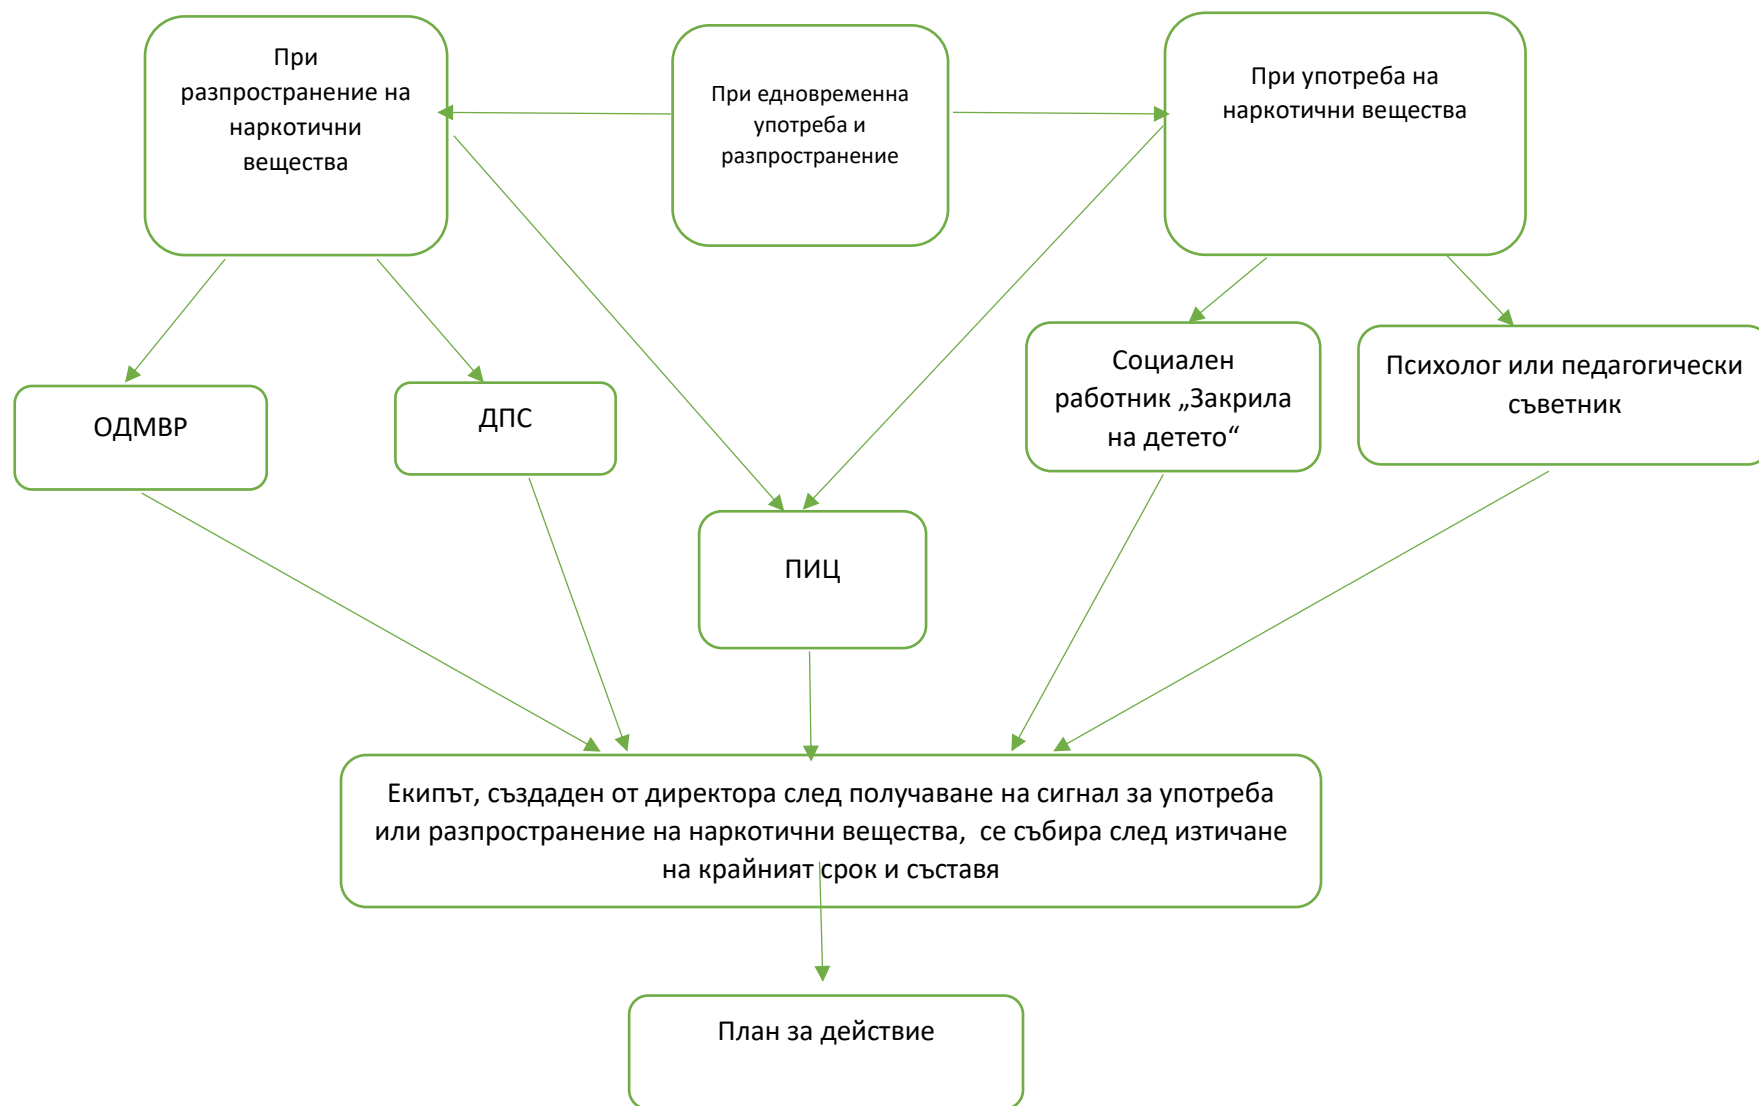 При
разпространение на
наркотични
вещества
При едновременна
употреба и
разпространение
При употреба на
наркотични вещества
ОДМВР
ДПС
Социален
работник „Закрила
на детето“
Психолог или педагогически
съветник
ПИЦ
Екипът, създаден от директора след получаване на сигнал за употреба
или разпространение на наркотични вещества, се събира след изтичане
на крайният срок и съставя
План за действие